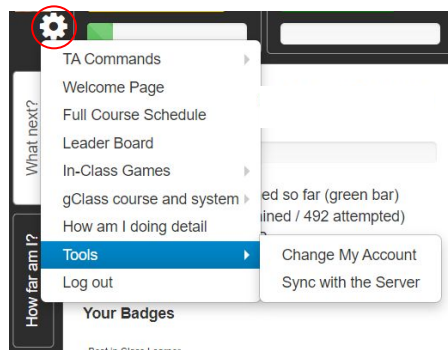 TA Commands
Welcome Page
Full Course Schedule
Leader Board
In-Class Games
gClass course and system
How am I doing detail
Tools
Log out
Change My Account
Sync with the Server
What next?
How far am I?
ed so far (green bar)
ined / 492 attempted)
Your Badges